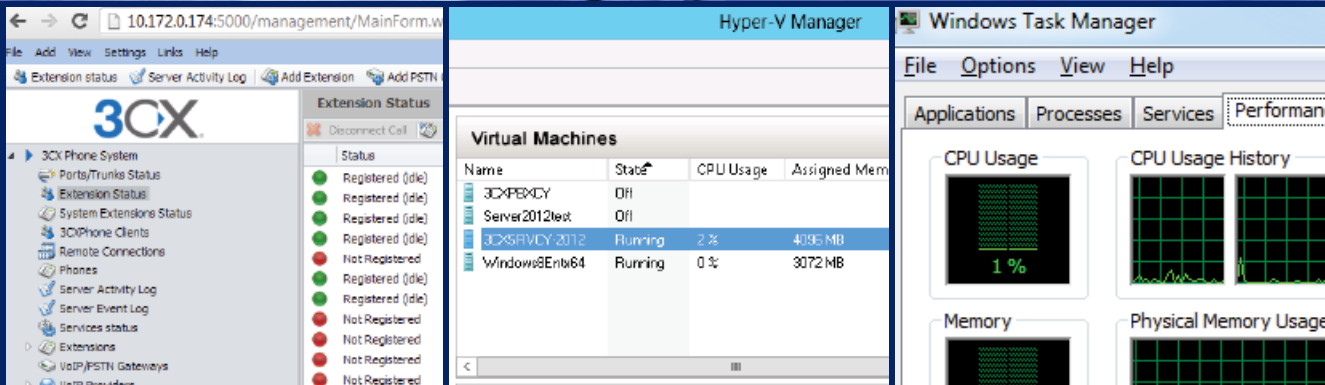 10.172.0.174:5000/management/MainForm.w
File Add View Settings Links Help
Extension status Server Activity Log Add Extension Add PSTN
3CX
3CX Phone System
Ports/Trunks Status
Extension Status
System Extensions Status
3CXPhone Clients
Remote Connections
Phones
Server Activity Log
Server Event Log
Services status
Extensions
VoIP/PSTN Gateways
VoIP Providers
Extension Status
Disconnect Call
Status
Registered (idle)
Registered (idle)
Registered (idle)
Registered (idle)
Not Registered
Registered (idle)
Registered (idle)
Not Registered
Not Registered
Not Registered
Not Registered
Hyper-V Manager
Virtual Machines
Name State CPU Usage Assigned Mem
3CXPBXCY Off
Server2012test Off
3CXSRVCY-2012 Running 2 % 4096 MB
Windows8Entx64 Running 0 % 3072 MB
Windows Task Manager
File Options View Help
Applications Processes Services Performan
CPU Usage CPU Usage History
1 %
Memory Physical Memory Usage